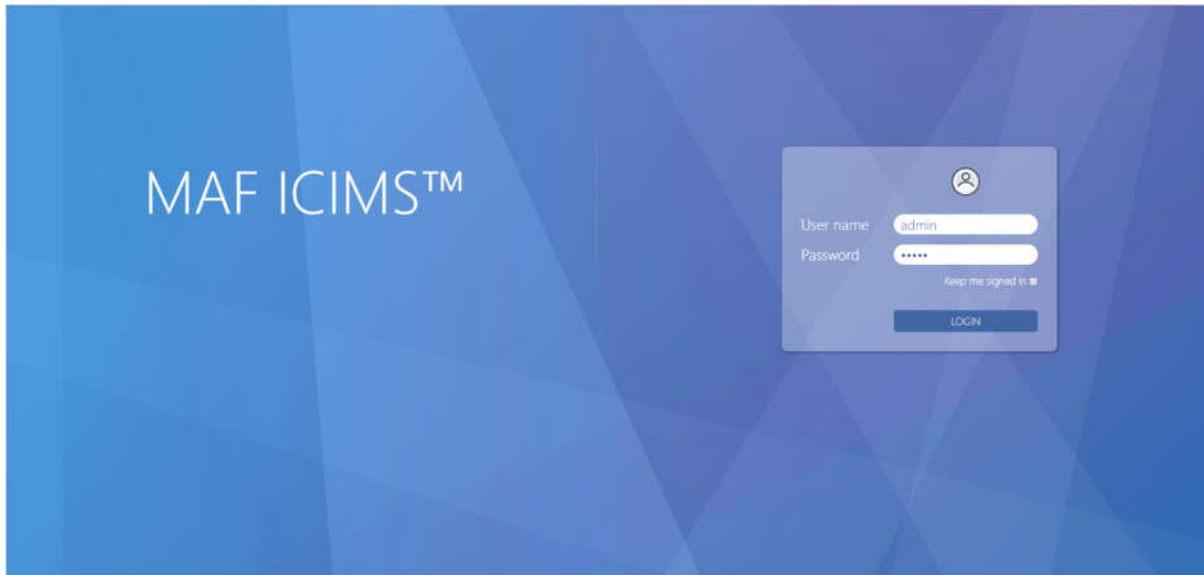 MAF ICIMS™
User name admin
Password •••••
Keep me signed in
LOGIN